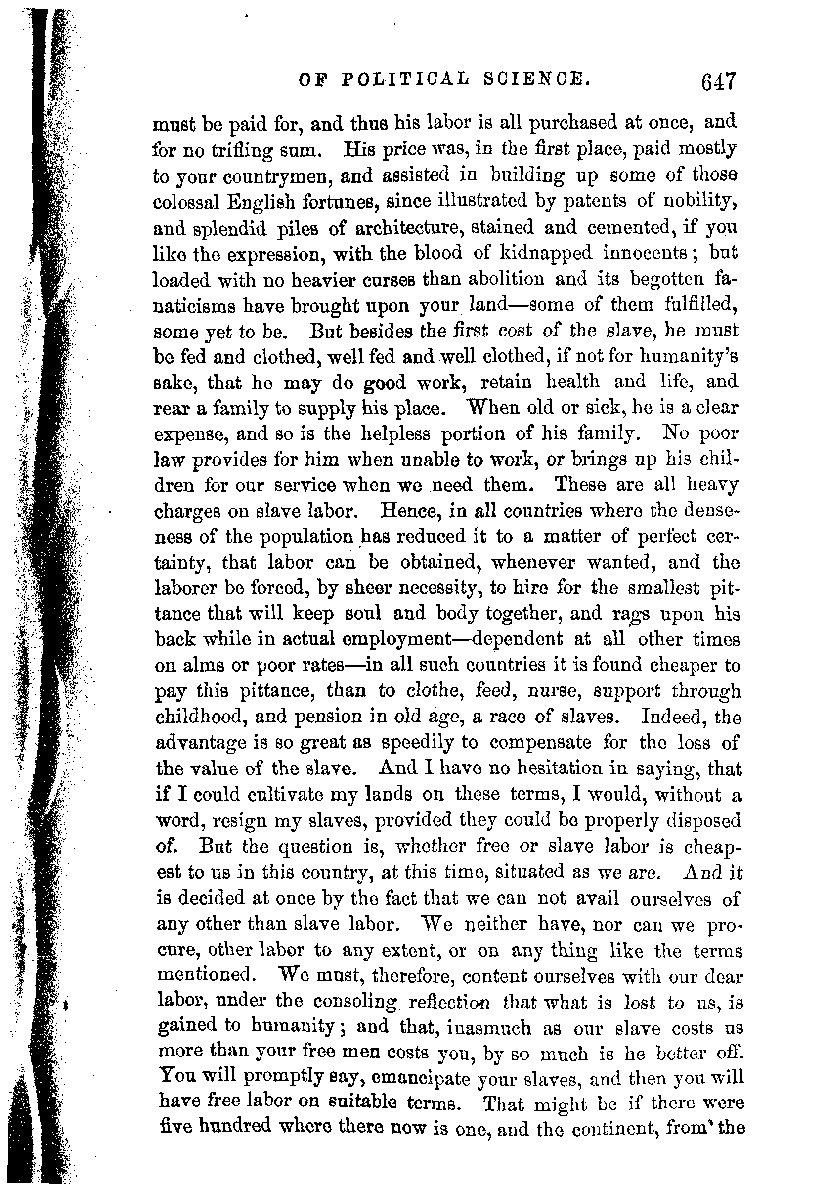 OF POLITICAL SCIENCE. 647
must be paid for, and thus his labor is all purchased at once, and
for no trifling sum. His price was, in the first place, paid mostly
to your countrymen, and assisted in building up some of those
colossal English fortunes, since illustrated by patents of nobility,
and splendid piles of architecture, stained and cemented, if you
like the expression, with the blood of kidnapped innocents; but
loaded with no heavier curses than abolition and its begotten fa-
naticisms have brought upon your land—some of them fulfilled,
some yet to be. But besides the first cost of the slave, he must
be fed and clothed, well fed and well clothed, if not for humanity's
sake, that he may do good work, retain health and life, and
rear a family to supply his place. When old or sick, he is a clear
expense, and so is the helpless portion of his family. No poor
law provides for him when unable to work, or brings up his chil-
dren for our service when we need them. These are all heavy
charges on slave labor. Hence, in all countries where the dense-
ness of the population has reduced it to a matter of perfect cer-
tainty, that labor can be obtained, whenever wanted, and the
laborer be forced, by sheer necessity, to hire for the smallest pit-
tance that will keep soul and body together, and rags upon his
back while in actual employment—dependent at all other times
on alms or poor rates—in all such countries it is found cheaper to
pay this pittance, than to clothe, feed, nurse, support through
childhood, and pension in old age, a race of slaves. Indeed, the
advantage is so great as speedily to compensate for the loss of
the value of the slave. And I have no hesitation in saying, that
if I could cultivate my lands on these terms, I would, without a
word, resign my slaves, provided they could be properly disposed
of. But the question is, whether free or slave labor is cheap-
est to us in this country, at this time, situated as we are. And it
is decided at once by the fact that we can not avail ourselves of
any other than slave labor. We neither have, nor can we pro-
cure, other labor to any extent, or on any thing like the terms
mentioned. We must, therefore, content ourselves with our dear
labor, under the consoling reflection that what is lost to us, is
gained to humanity; and that, inasmuch as our slave costs us
more than your free men costs you, by so much is he better off.
You will promptly say, emancipate your slaves, and then you will
have free labor on suitable terms. That might be if there were
five hundred where there now is one, and the continent, from the